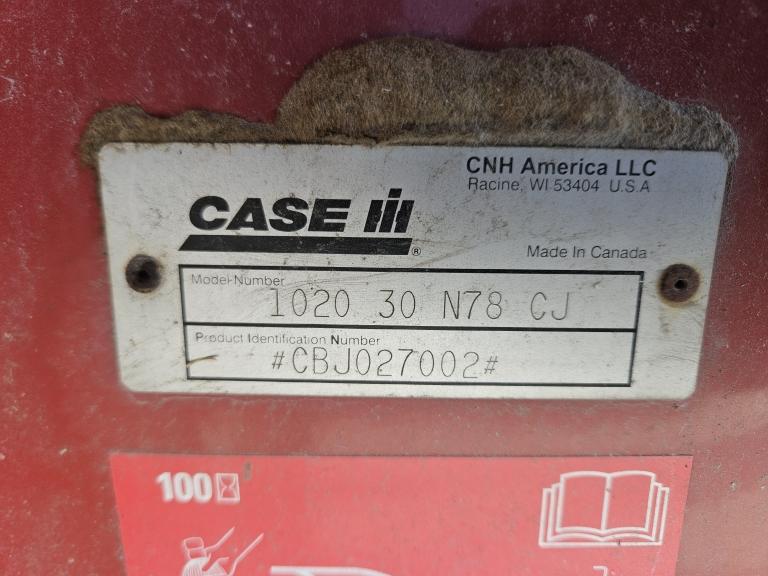 CNH America LLC
Racine, WI 53404 U.S.A
CASE IH
®
Made In Canada
Model Number
1020 30 N78 CJ
Product Identification Number
#CBJ027002#
100